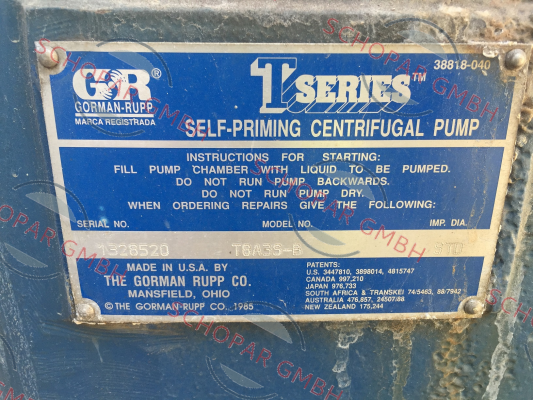 38818-040
GR®
GORMAN-RUPP
MARCA REGISTRADA
T SERIES™
SELF-PRIMING CENTRIFUGAL PUMP
INSTRUCTIONS FOR STARTING:
FILL PUMP CHAMBER WITH LIQUID TO BE PUMPED.
DO NOT RUN PUMP BACKWARDS.
DO NOT RUN PUMP DRY.
WHEN ORDERING REPAIRS GIVE THE FOLLOWING:
SERIAL NO. MODEL NO. IMP. DIA.
1328520 T6A3S-B STD
MADE IN U.S.A. BY
THE GORMAN RUPP CO.
MANSFIELD, OHIO
© THE GORMAN-RUPP CO., 1985
PATENTS:
U.S. 3447810, 3898014, 4815747
CANADA 997,210
JAPAN 976,733
SOUTH AFRICA & TRANSKEI 74/5463, 88/7942
AUSTRALIA 476,857, 24507/88
NEW ZEALAND 175,244
SCHOPAR GMBH
SCHOPAR GMBH
SCHOPAR GMBH
SCHOPAR GMBH